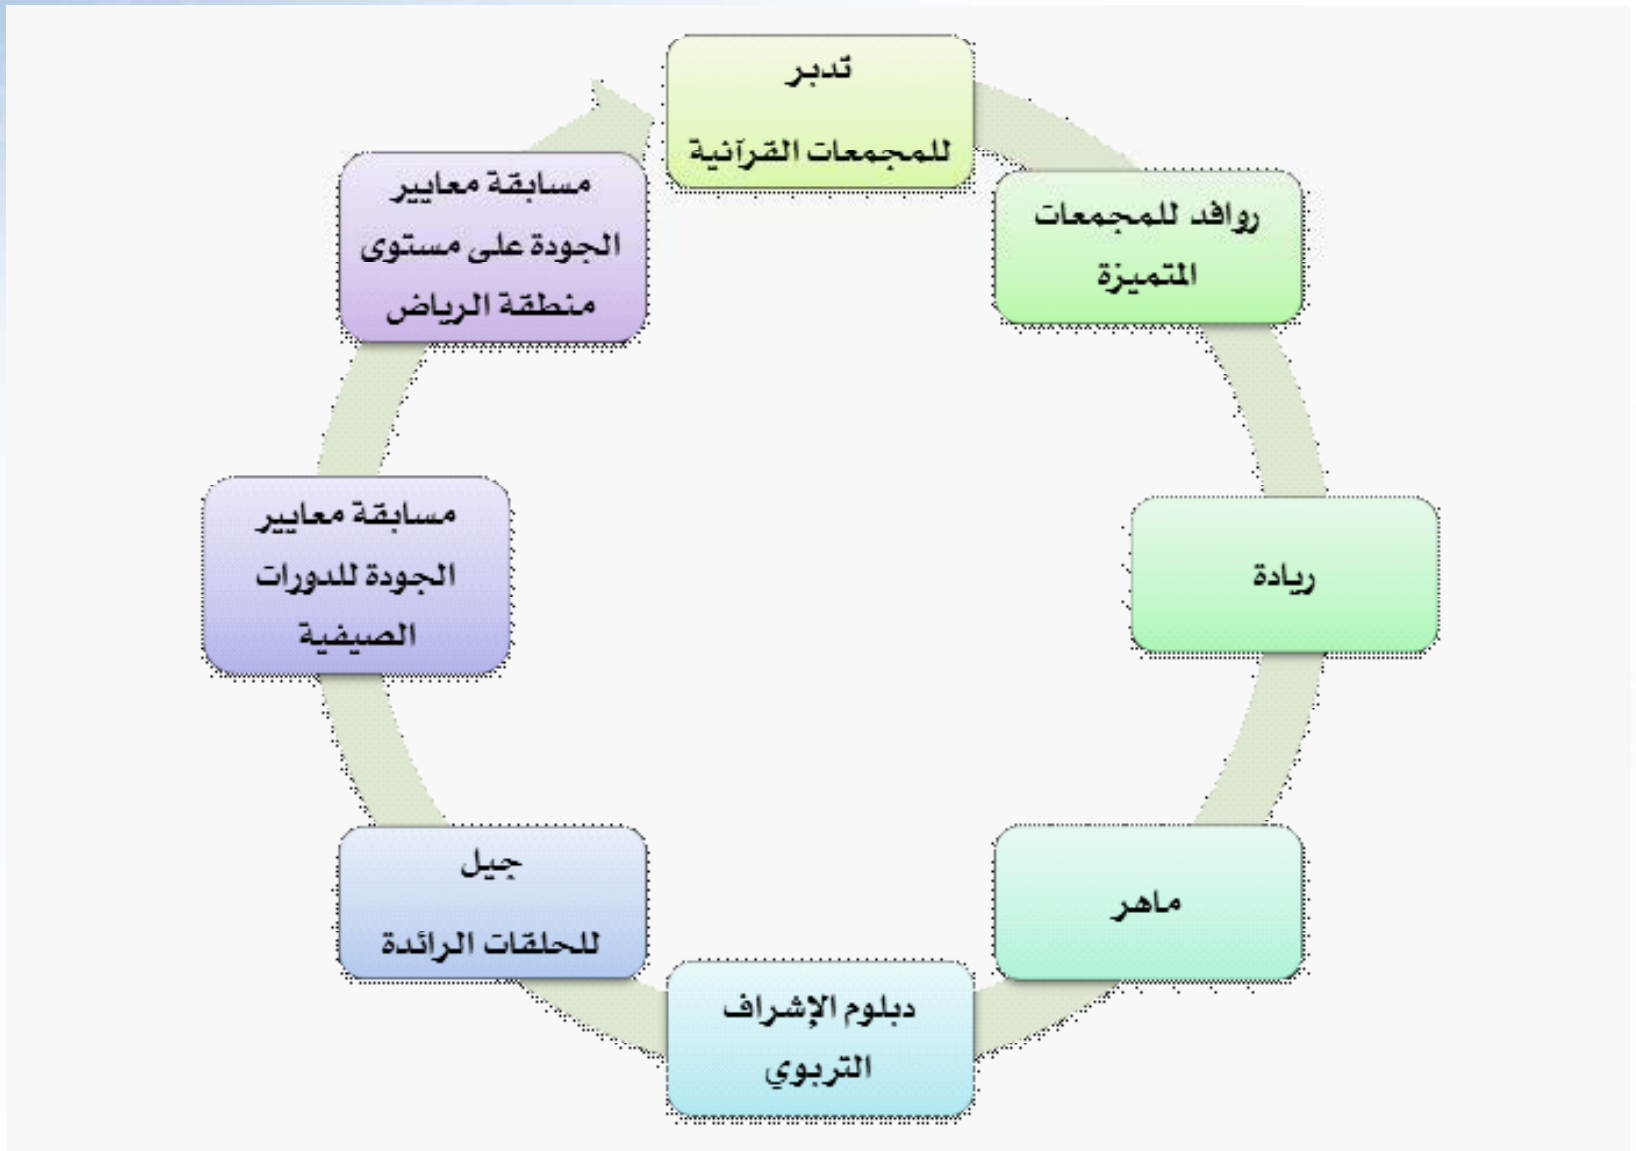 تدبر
للمجمعات القرآنية
روافد للمجمعات
المتميزة
ريادة
ماهر
دبلوم الإشراف
التربوي
جيل
للحلقات الرائدة
مسابقة معايير
الجودة للدورات
الصيفية
مسابقة معايير
الجودة على مستوى
منطقة الرياض